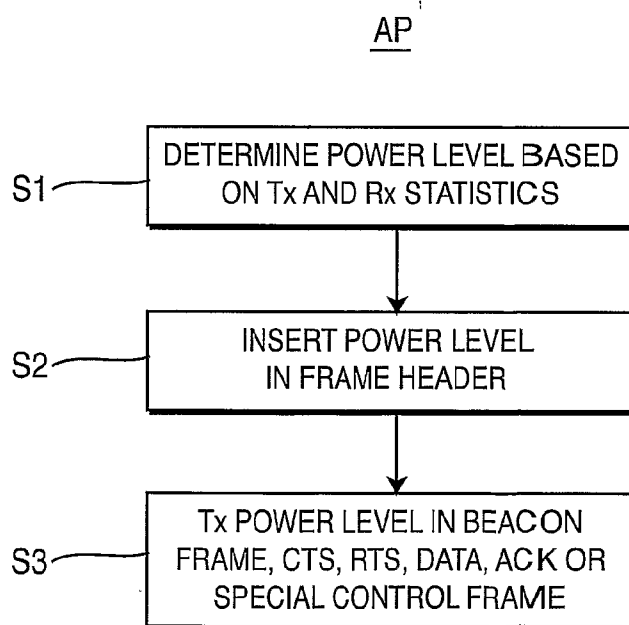 AP
S1
DETERMINE POWER LEVEL BASED
ON Tx AND Rx STATISTICS
S2
INSERT POWER LEVEL
IN FRAME HEADER
S3
Tx POWER LEVEL IN BEACON
FRAME, CTS, RTS, DATA, ACK OR
SPECIAL CONTROL FRAME